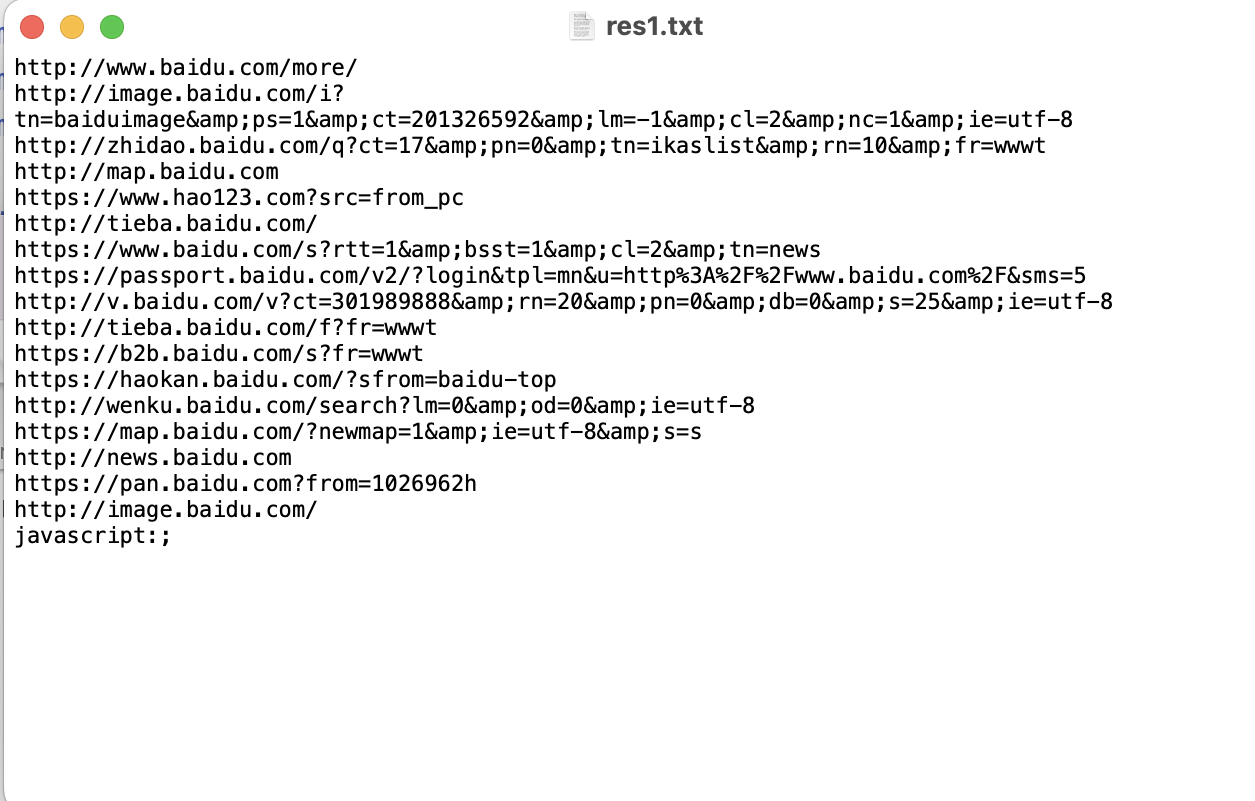 res1.txt
http://www.baidu.com/more/
http://image.baidu.com/i?
tn=baiduimage&amp;ps=1&amp;ct=201326592&amp;lm=-1&amp;cl=2&amp;nc=1&amp;ie=utf-8
http://zhidao.baidu.com/q?ct=17&amp;pn=0&amp;tn=ikaslist&amp;rn=10&amp;fr=wwwt
http://map.baidu.com
https://www.hao123.com?src=from_pc
http://tieba.baidu.com/
https://www.baidu.com/s?rtt=1&amp;bsst=1&amp;cl=2&amp;tn=news
https://passport.baidu.com/v2/?login&tpl=mn&u=http%3A%2F%2Fwww.baidu.com%2F&sms=5
http://v.baidu.com/v?ct=301989888&amp;rn=20&amp;pn=0&amp;db=0&amp;s=25&amp;ie=utf-8
http://tieba.baidu.com/f?fr=wwwt
https://b2b.baidu.com/s?fr=wwwt
https://haokan.baidu.com/?sfrom=baidu-top
http://wenku.baidu.com/search?lm=0&amp;od=0&amp;ie=utf-8
https://map.baidu.com/?newmap=1&amp;ie=utf-8&amp;s=s
http://news.baidu.com
https://pan.baidu.com?from=1026962h
http://image.baidu.com/
javascript:;